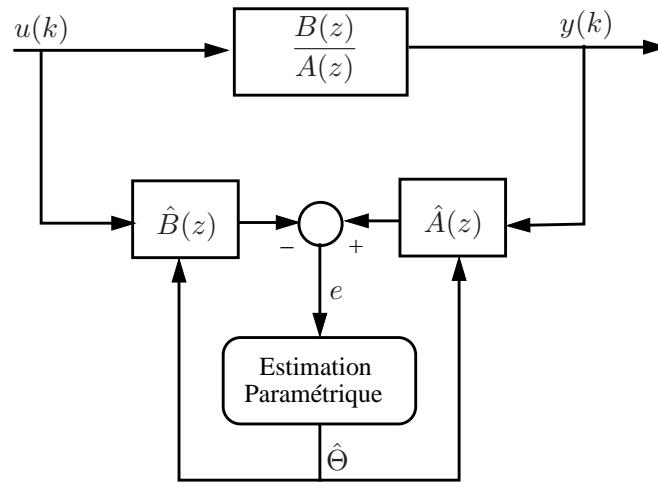 u(k)
B(z)
A(z)
y(k)
B̂(z)
Â(z)
−
+
e
Estimation
Paramétrique
Θ̂